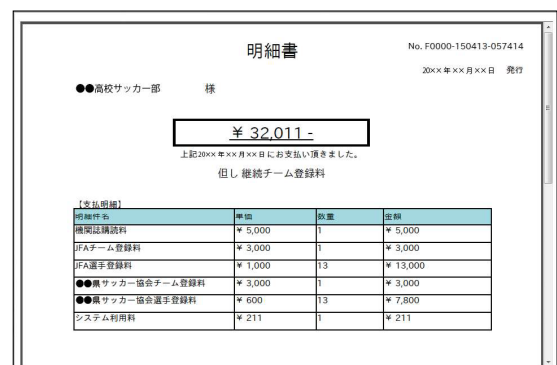 明細書
No. F0000-150413-057414
20××年××月××日 発行
●●高校サッカー部 様
¥ 32,011 -
上記20××年××月××日にお支払い頂きました。
但し 継続チーム登録料
【支払明細】
明細件名 単価 数量 金額
機関誌購読料 ¥ 5,000 1 ¥ 5,000
JFAチーム登録料 ¥ 3,000 1 ¥ 3,000
JFA選手登録料 ¥ 1,000 13 ¥ 13,000
●●県サッカー協会チーム登録料 ¥ 3,000 1 ¥ 3,000
●●県サッカー協会選手登録料 ¥ 600 13 ¥ 7,800
システム利用料 ¥ 211 1 ¥ 211